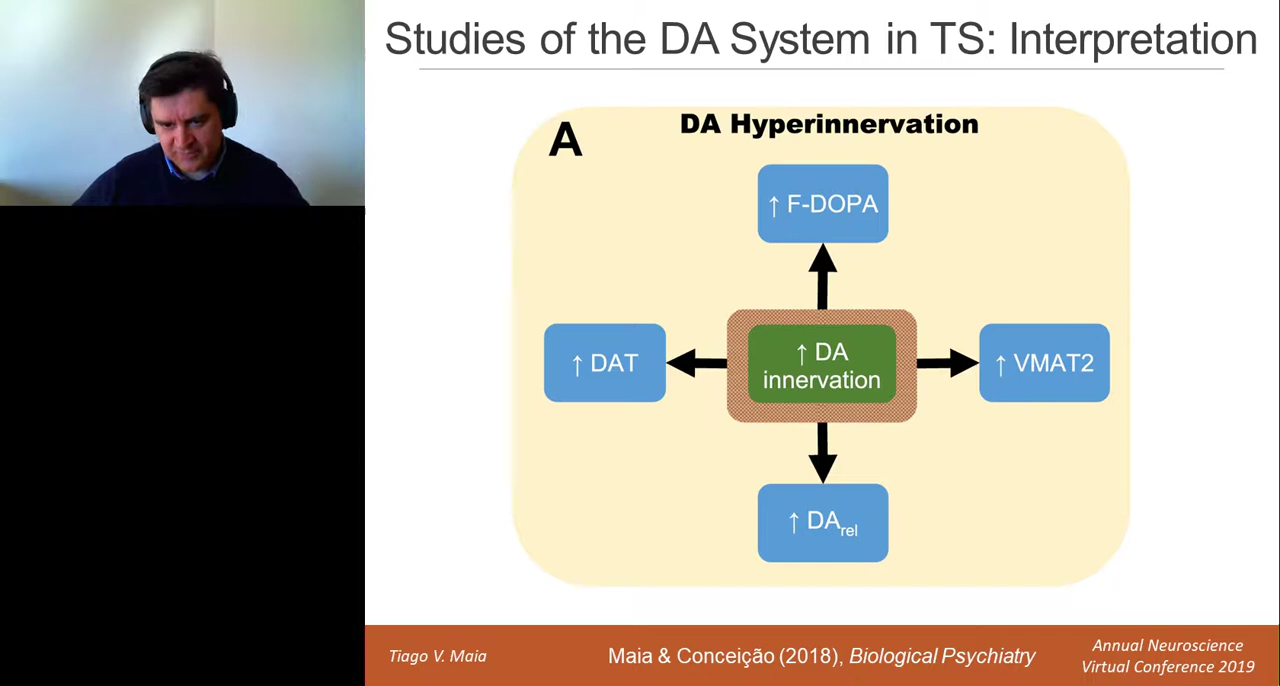 Studies of the DA System in TS: Interpretation
A
DA Hyperinnervation
↑ F-DOPA
↑ DAT
↑ DA
innervation
↑ VMAT2
↑ DArel
Tiago V. Maia
Maia & Conceição (2018), Biological Psychiatry
Annual Neuroscience
Virtual Conference 2019